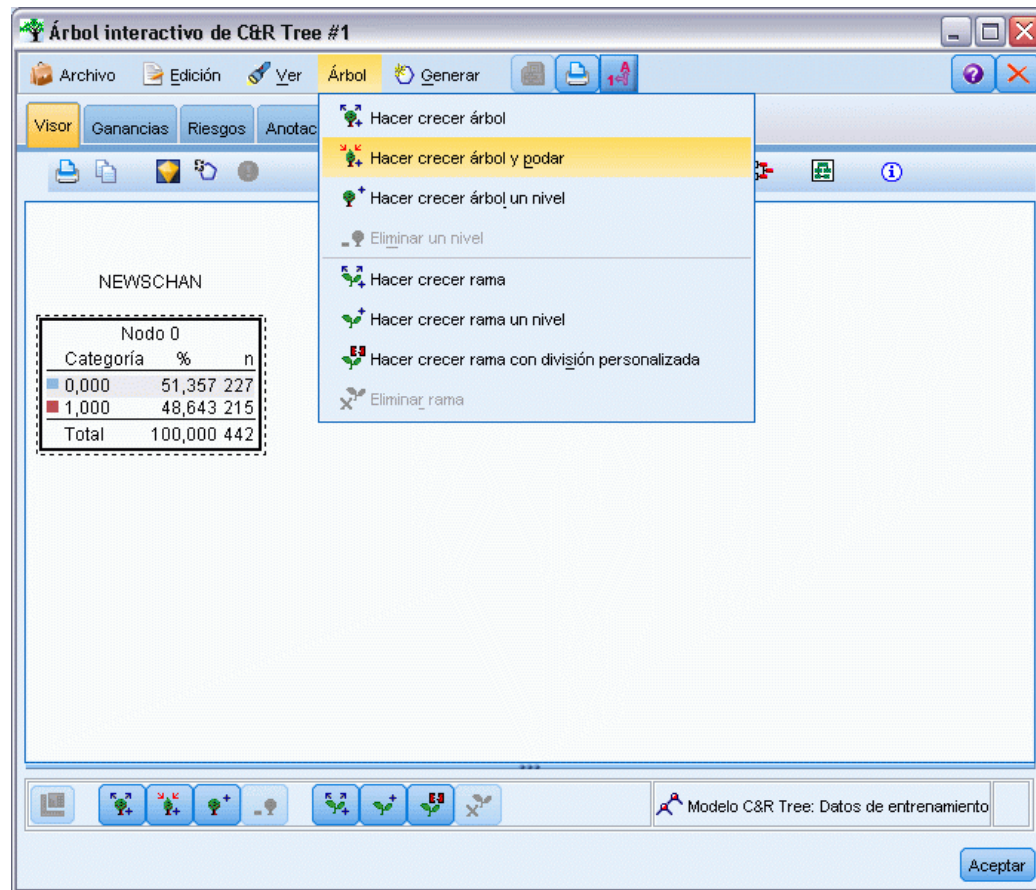 Árbol interactivo de C&R Tree #1
Archivo Edición Ver Árbol Generar
Visor Ganancias Riesgos Anotac
Hacer crecer árbol
Hacer crecer árbol y podar
Hacer crecer árbol un nivel
Eliminar un nivel
Hacer crecer rama
Hacer crecer rama un nivel
Hacer crecer rama con división personalizada
Eliminar rama
NEWSCHAN
Nodo 0
Categoría % n
0,000 51,357 227
1,000 48,643 215
Total 100,000 442
Modelo C&R Tree: Datos de entrenamiento
Aceptar